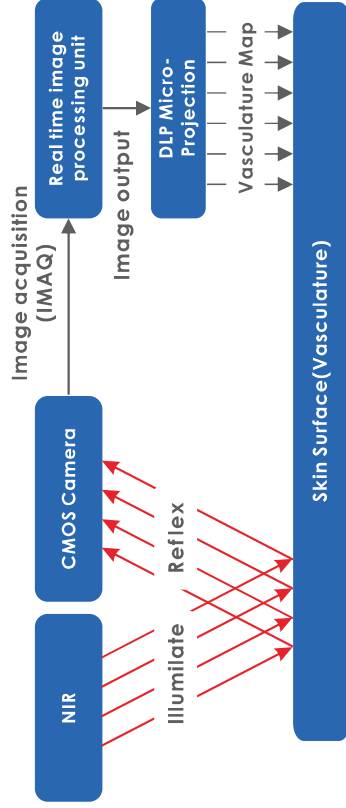 NIR
CMOS Camera
Image acquisition
(IMAQ)
Real time image
processing unit
Illumilate
Reflex
Image output
DLP Micro-
Projection
Vasculature Map
Skin Surface(Vasculature)